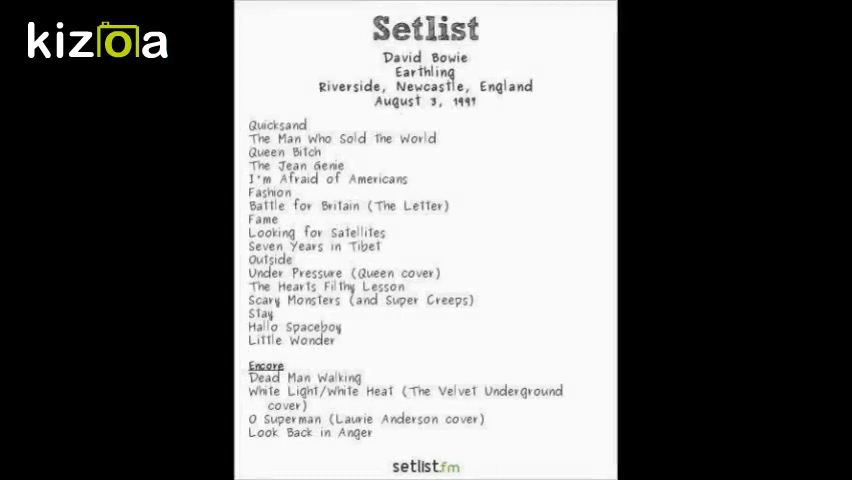 kizoa
Setlist
David Bowie
Earthling
Riverside, Newcastle, England
August 3, 1997
Quicksand
The Man Who Sold The World
Queen Bitch
The Jean Genie
I'm Afraid of Americans
Fashion
Battle for Britain (The Letter)
Fame
Looking for Satellites
Seven Years in Tibet
Outside
Under Pressure (Queen cover)
The Hearts Filthy Lesson
Scary Monsters (and Super Creeps)
Stay
Hallo Spaceboy
Little Wonder
Encore
Dead Man Walking
White Light/White Heat (The Velvet Underground
cover)
O Superman (Laurie Anderson cover)
Look Back in Anger
setlist.fm